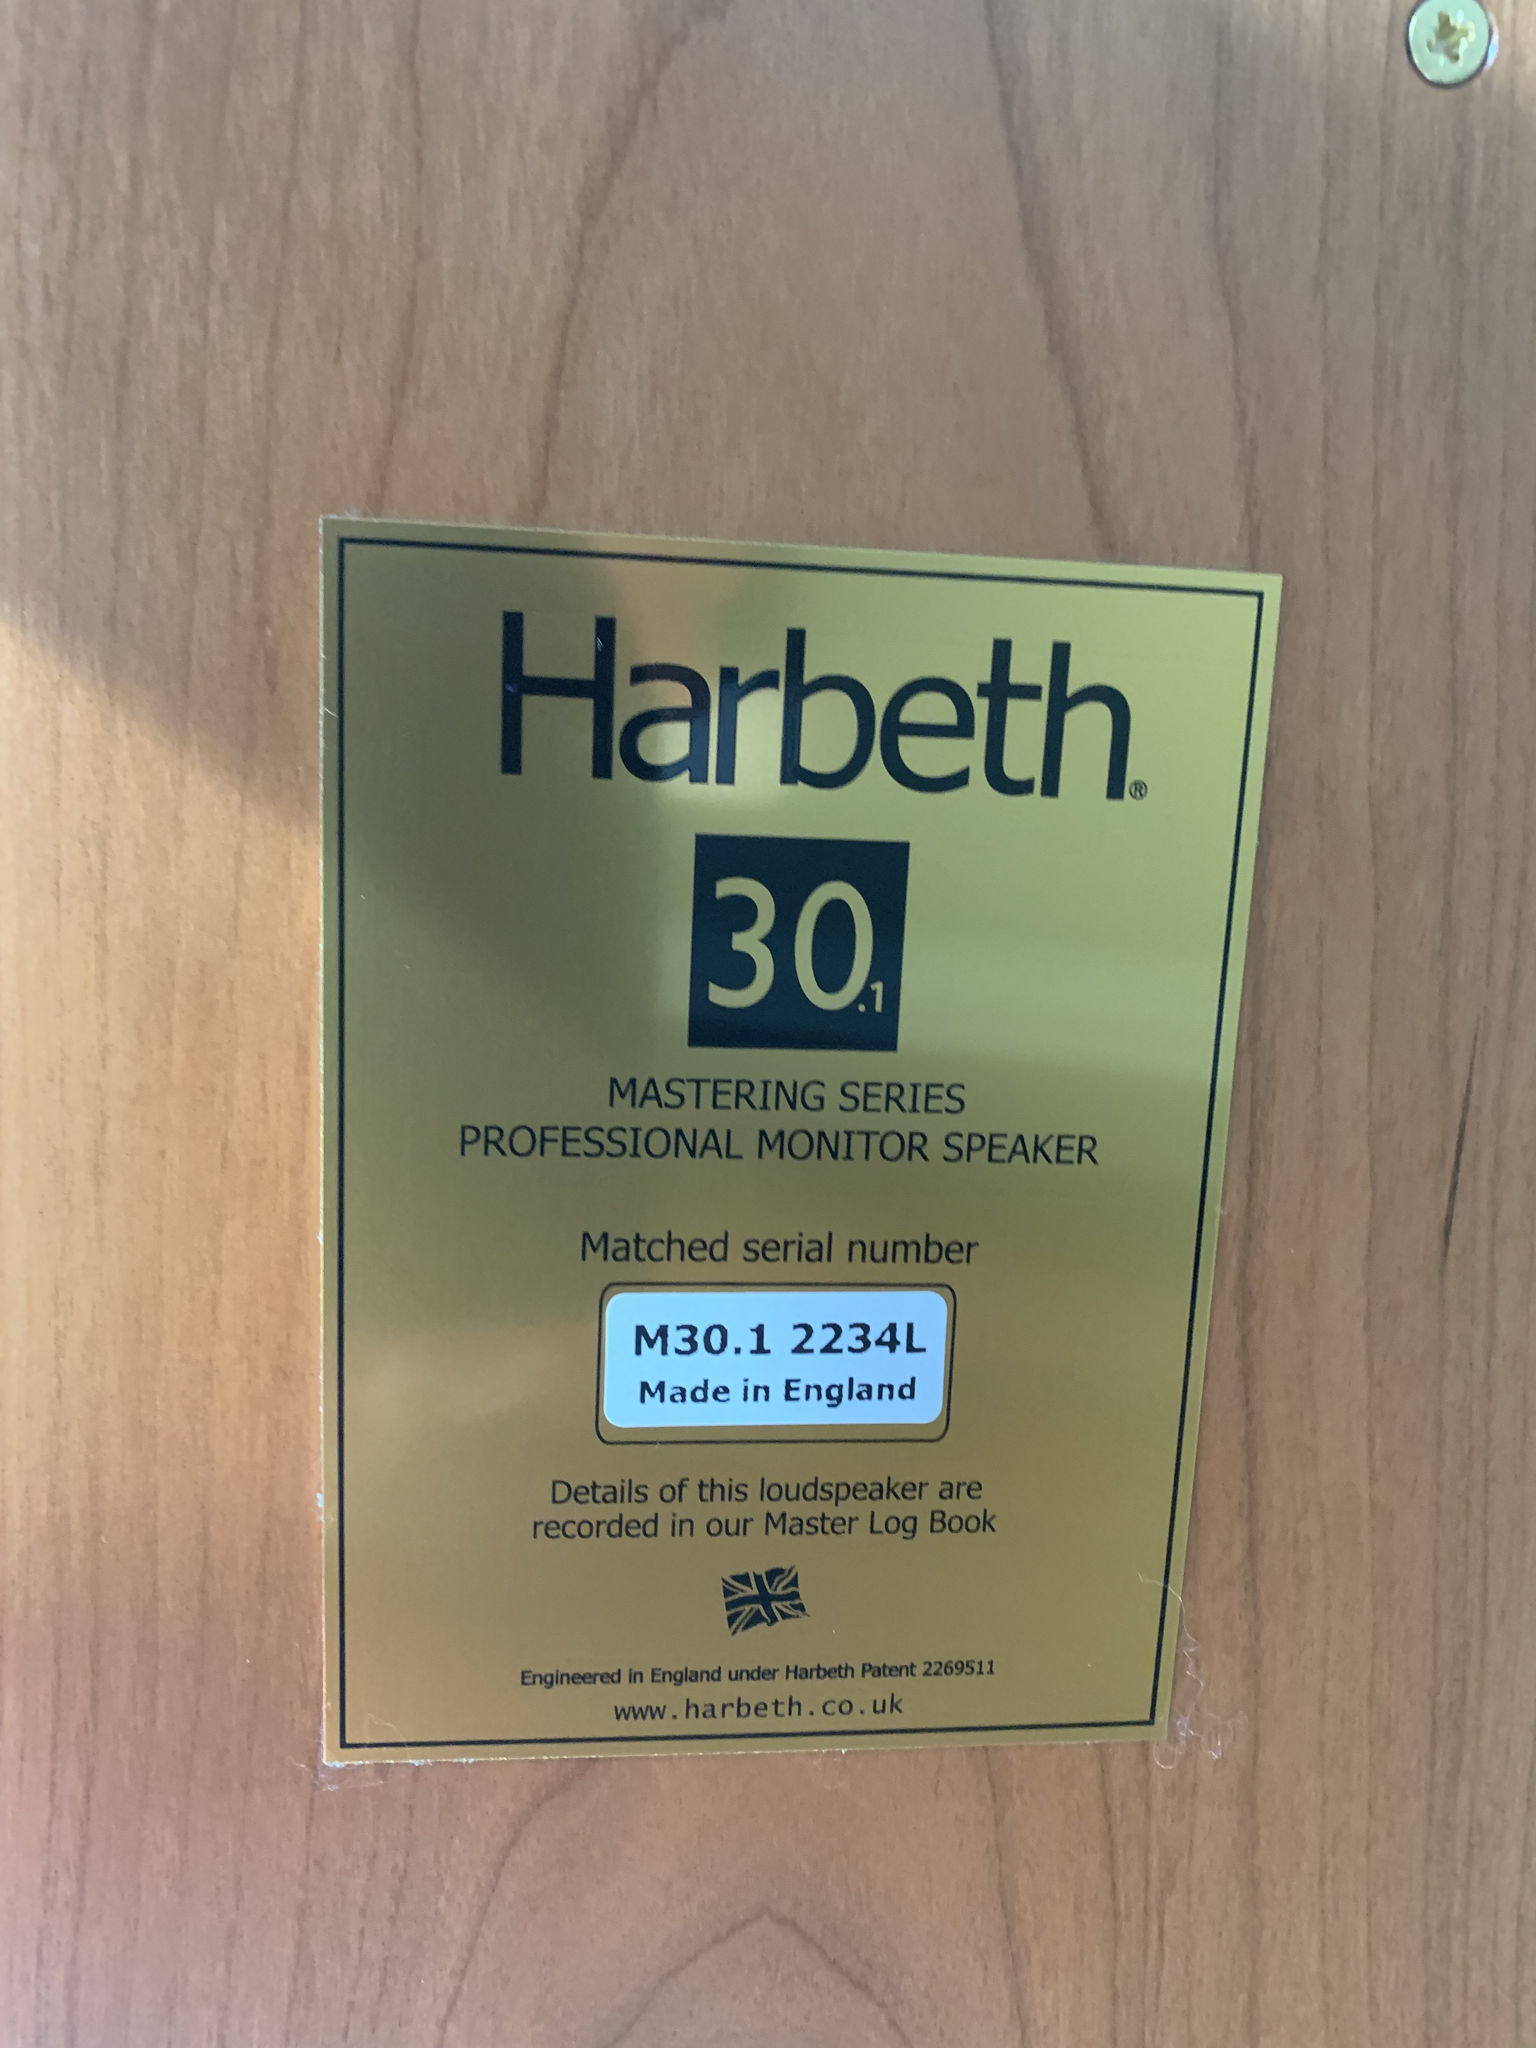 Harbeth®
30.1
MASTERING SERIES
PROFESSIONAL MONITOR SPEAKER
Matched serial number
M30.1 2234L
Made in England
Details of this loudspeaker are
recorded in our Master Log Book
Engineered in England under Harbeth Patent 2269511
www.harbeth.co.uk